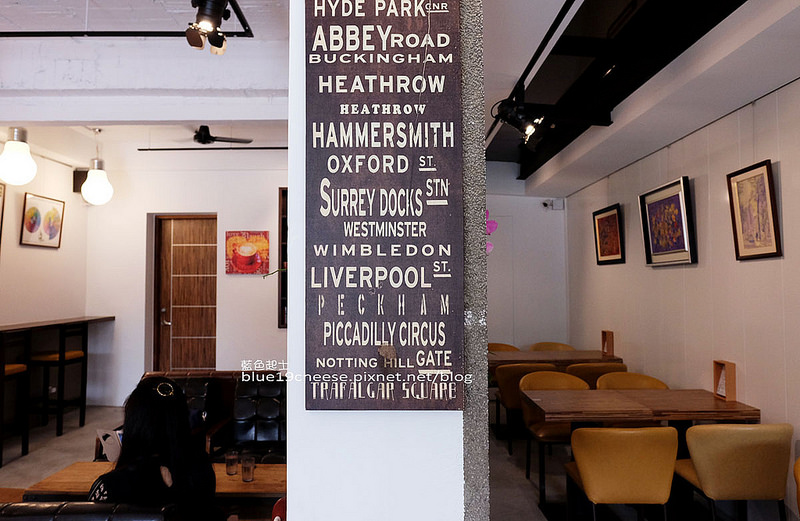 HYDE PARK CNR
ABBEY ROAD
BUCKINGHAM
HEATHROW
HEATHROW
HAMMERSMITH
OXFORD ST.
SURREY DOCKS STN
WESTMINSTER
WIMBLEDON
LIVERPOOL ST.
PECKHAM
PICCADILLY CIRCUS
NOTTING HILL GATE
TRAFALGAR SQUARE
藍色起士
blue19cheese.pixnet.net/blog